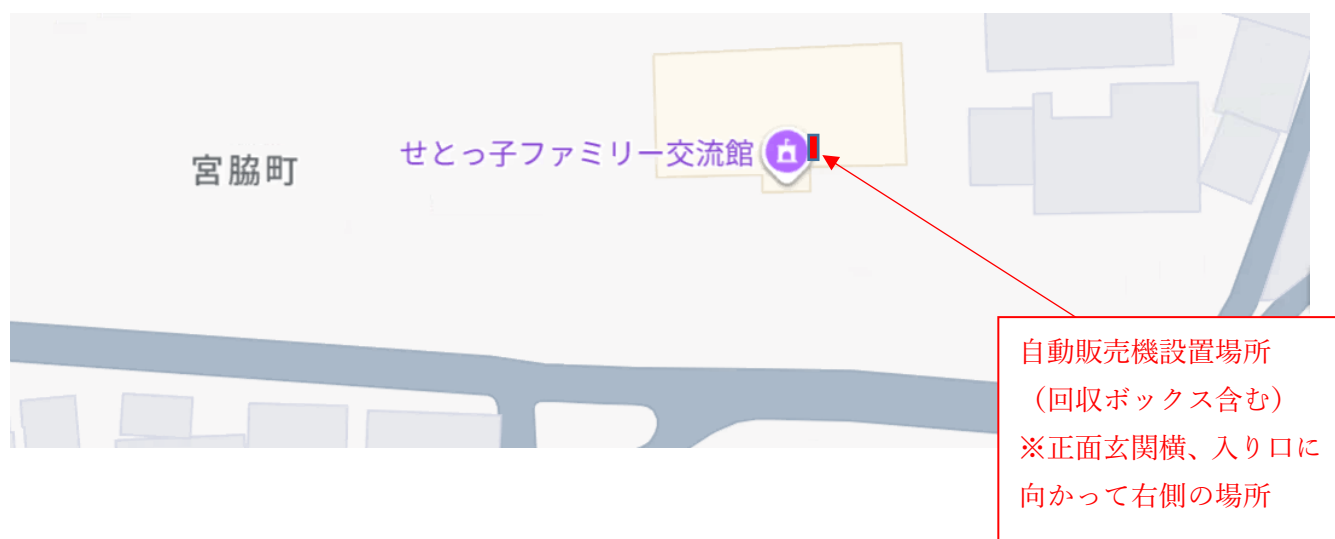 宮脇町
せとっ子ファミリー交流館
自動販売機設置場所
（回収ボックス含む）
※正面玄関横、入り口に
向かって右側の場所